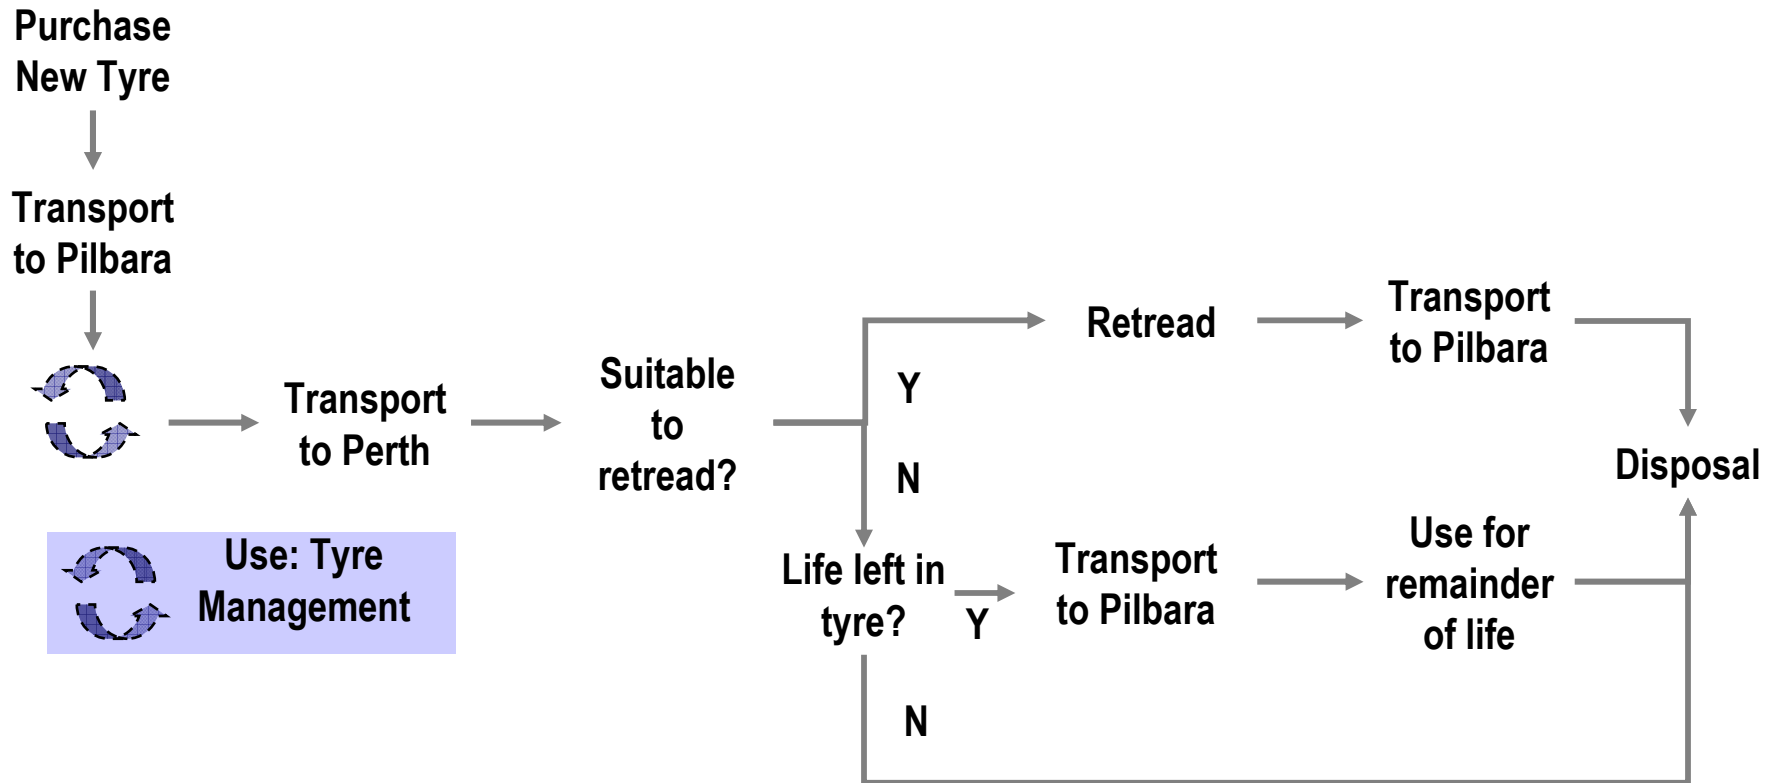 Purchase
New Tyre
Transport
to Pilbara
Transport
to Perth
Suitable
to
retread?
Y
N
Retread
Transport
to Pilbara
Disposal
Life left in
tyre?
Y
N
Transport
to Pilbara
Use for
remainder
of life
Use: Tyre
Management